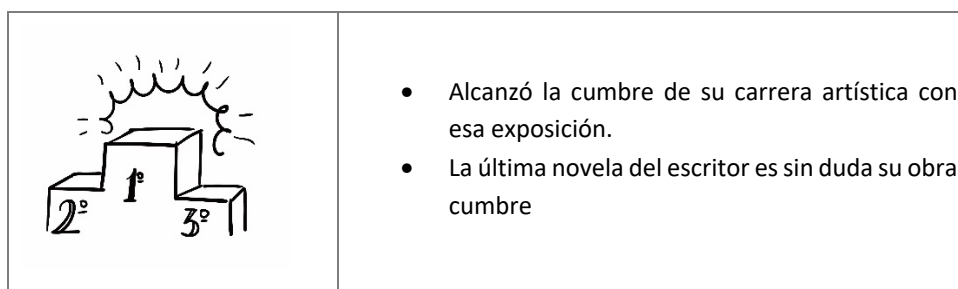 2º
1º
3º
• Alcanzó la cumbre de su carrera artística con
esa exposición.
• La última novela del escritor es sin duda su obra
cumbre